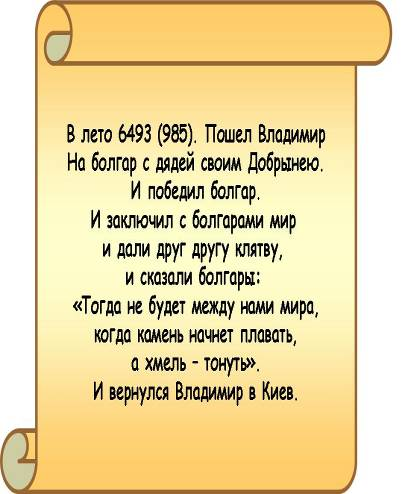 В лето 6493 (985). Пошел Владимир
На болгар с дядей своим Добрынею.
И победил болгар.
И заключил с болгарами мир
и дали друг другу клятву,
и сказали болгары:
«Тогда не будет между нами мира,
когда камень начнет плавать,
а хмель – тонуть».
И вернулся Владимир в Киев.